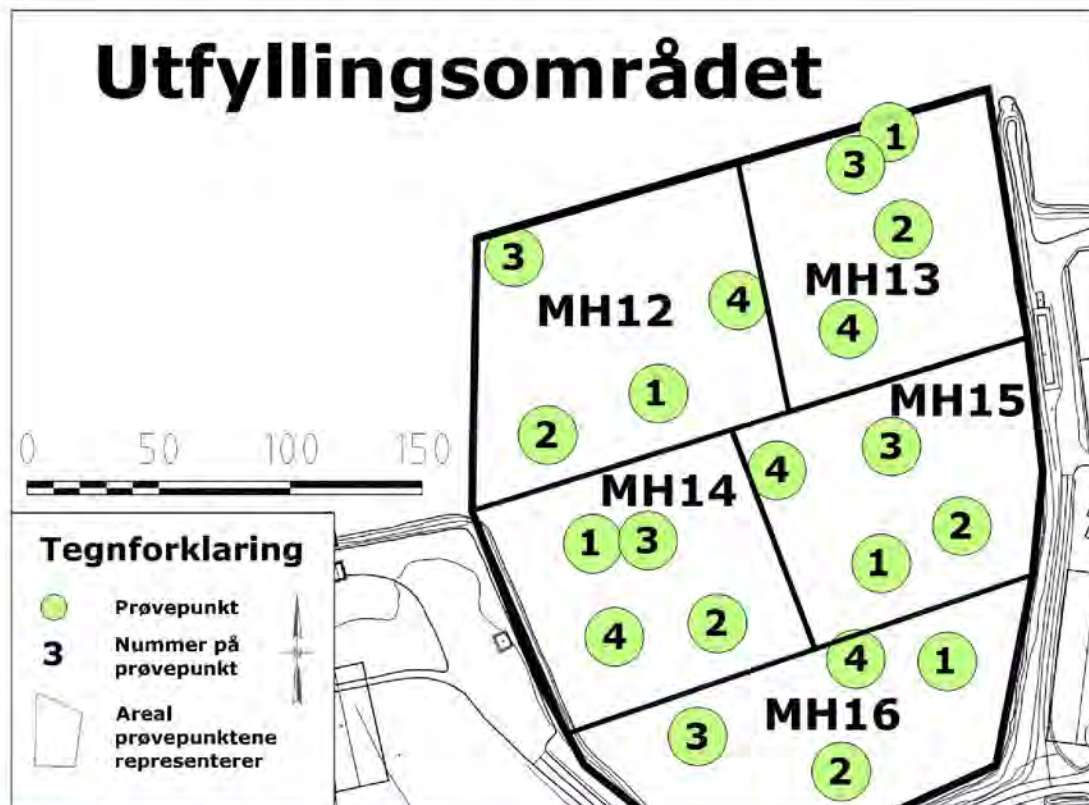 Utfyllingsområdet
1
3
2
3
MH13
4
MH12
4
1
MH15
2
3
0 50 100 150
4
MH14
2
1 3
1
Tegnforklaring
2
4
Prøvepunkt
4 1
3 Nummer på
prøvepunkt
MH16
3
Areal
prøvepunktene
representerer
2